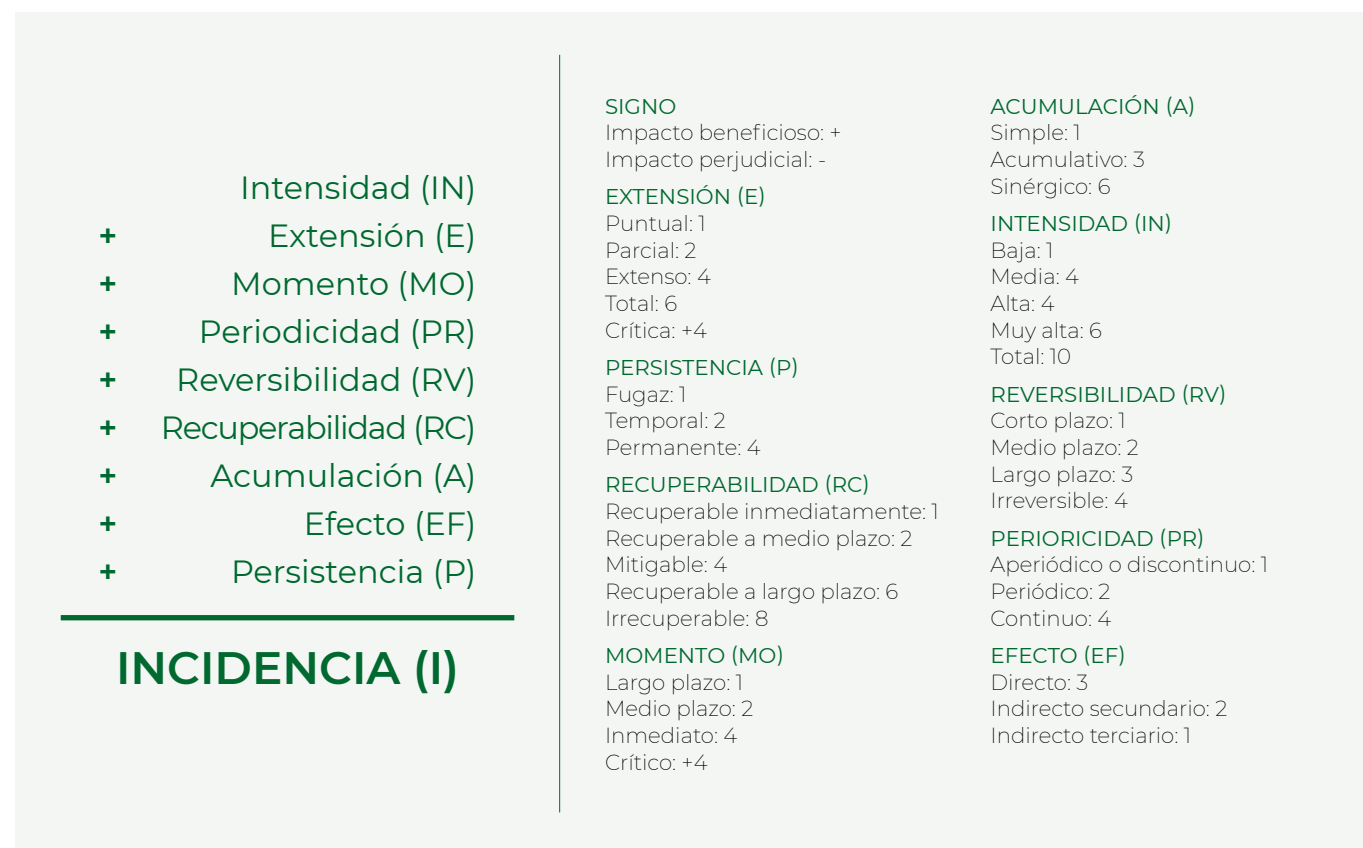 Intensidad (IN)
+ Extensión (E)
+ Momento (MO)
+ Periodicidad (PR)
+ Reversibilidad (RV)
+ Recuperabilidad (RC)
+ Acumulación (A)
+ Efecto (EF)
+ Persistencia (P)
INCIDENCIA (I)
SIGNO
Impacto beneficioso: +
Impacto perjudicial: -
EXTENSIÓN (E)
Puntual: 1
Parcial: 2
Extenso: 4
Total: 6
Crítica: +4
PERSISTENCIA (P)
Fugaz: 1
Temporal: 2
Permanente: 4
RECUPERABILIDAD (RC)
Recuperable inmediatamente: 1
Recuperable a medio plazo: 2
Mitigable: 4
Recuperable a largo plazo: 6
Irrecuperable: 8
MOMENTO (MO)
Largo plazo: 1
Medio plazo: 2
Inmediato: 4
Crítico: +4
ACUMULACIÓN (A)
Simple: 1
Acumulativo: 3
Sinérgico: 6
INTENSIDAD (IN)
Baja: 1
Media: 4
Alta: 4
Muy alta: 6
Total: 10
REVERSIBILIDAD (RV)
Corto plazo: 1
Medio plazo: 2
Largo plazo: 3
Irreversible: 4
PERIORICIDAD (PR)
Aperiódico o discontinuo: 1
Periódico: 2
Continuo: 4
EFECTO (EF)
Directo: 3
Indirecto secundario: 2
Indirecto terciario: 1